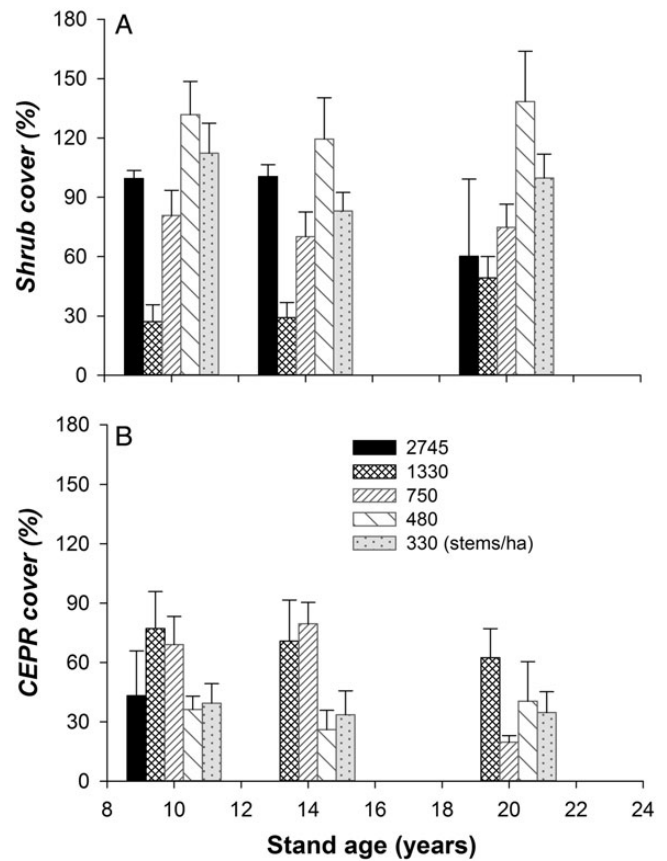 A
Shrub cover (%)
180
150
120
90
60
30
0
B
CEPR cover (%)
180
150
120
90
60
30
0
2745
1330
750
480
330 (stems/ha)
8 10 12 14 16 18 20 22 24
Stand age (years)